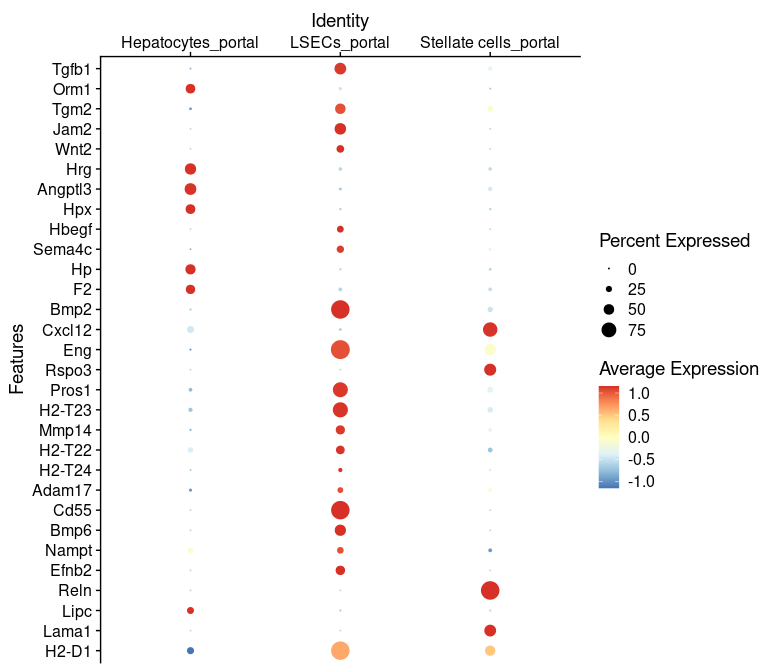 Identity
Hepatocytes_portal LSECs_portal Stellate cells_portal
Features
Tgfb1
Orm1
Tgm2
Jam2
Wnt2
Hrg
Angptl3
Hpx
Hbegf
Sema4c
Hp
F2
Bmp2
Cxcl12
Eng
Rspo3
Pros1
H2-T23
Mmp14
H2-T22
H2-T24
Adam17
Cd55
Bmp6
Nampt
Efnb2
Reln
Lipc
Lama1
H2-D1
Percent Expressed
0
25
50
75
Average Expression
1.0
0.5
0.0
-0.5
-1.0